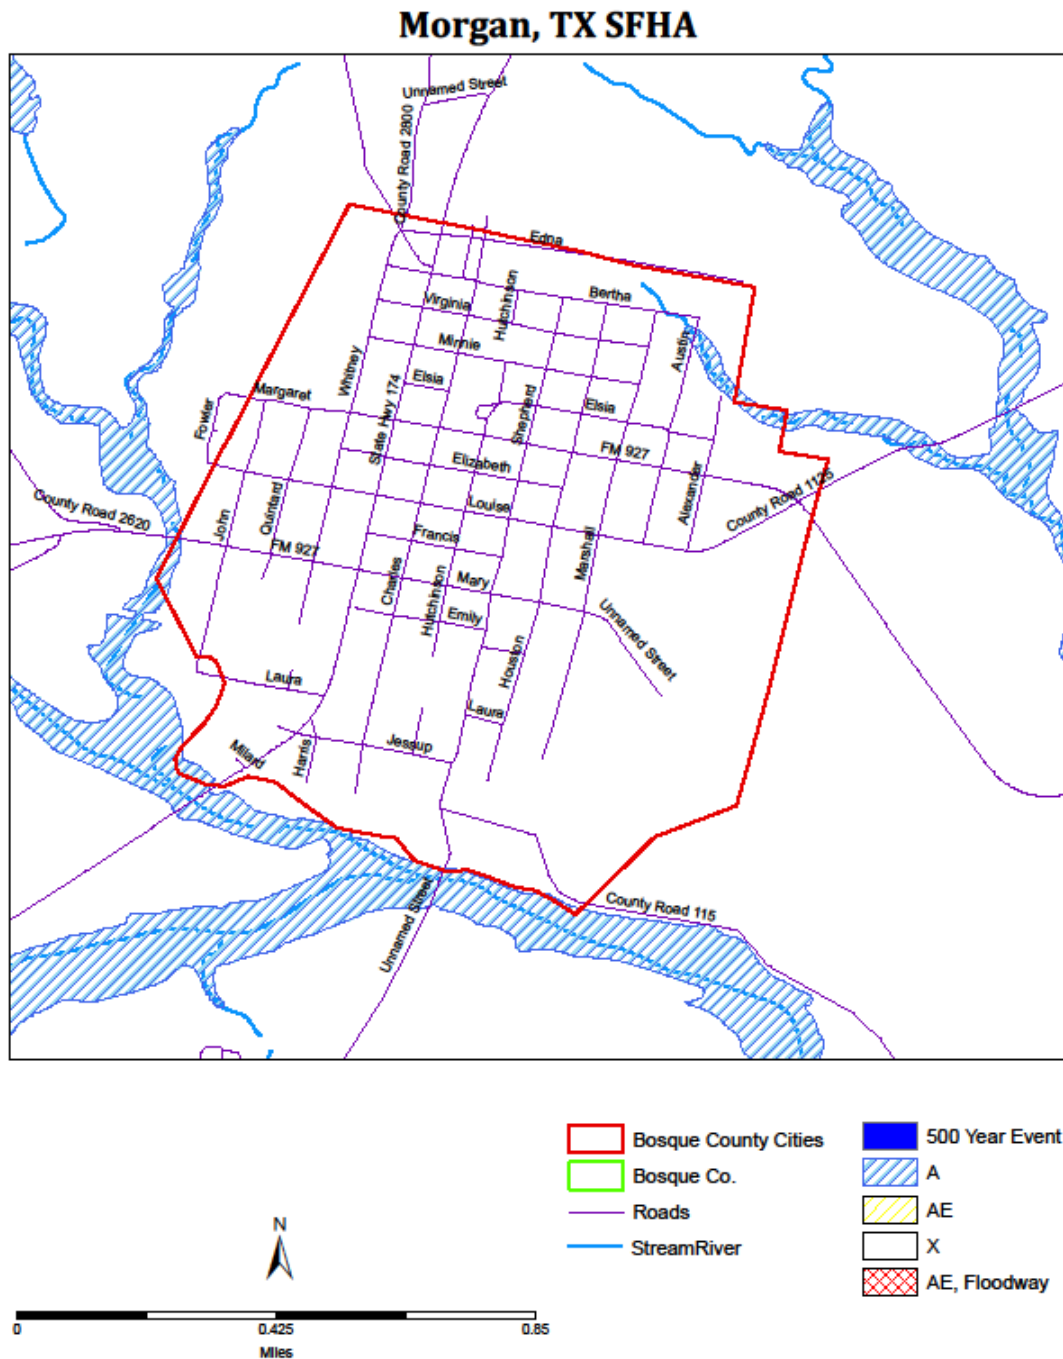 Morgan, TX SFHA
Unnamed Street
County Road 2800
Edna
Bertha
Hutchinson
Virginia
Minnie
Austin
Whitney
Elsia
State Hwy 174
Margaret
Shepherd
Elsia
Fowler
FM 927
Elizabeth
County Road 1125
Alexander
Louise
Quintard
County Road 2620
John
Francis
FM 927
Marshall
Charles
Mary
Hutchinson
Emily
Unnamed Street
Houston
Laura
Laura
Jessup
Milard
Harris
County Road 115
Unnamed Street
Bosque County Cities
Bosque Co.
Roads
StreamRiver
500 Year Event
A
AE
X
AE, Floodway
N
0
0.425
0.85
Miles